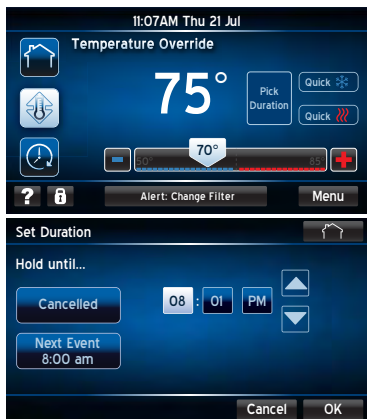 11:07AM Thu 21 Jul
Temperature Override
75°
Pick
Duration
Quick
Quick
70°
50°
85°
?
Alert: Change Filter
Menu
Set Duration
Hold until...
Cancelled
08 : 01 PM
Next Event
8:00 am
Cancel
OK